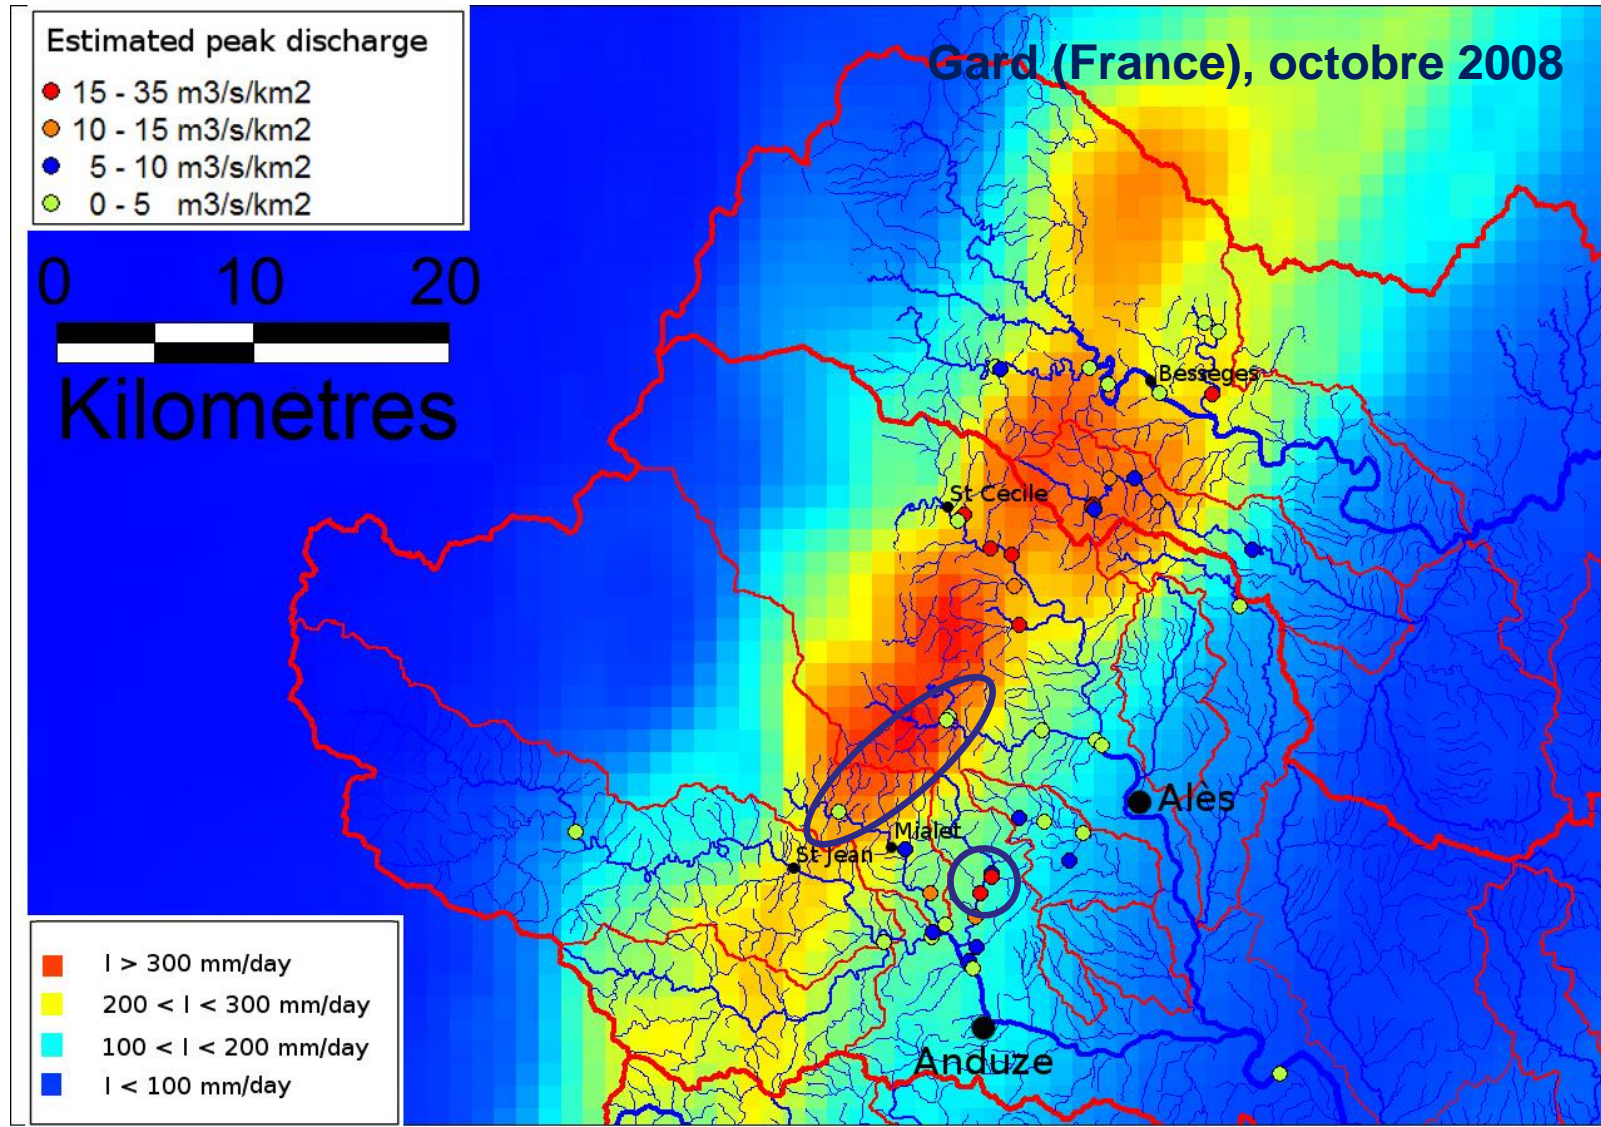 Estimated peak discharge
15 - 35 m3/s/km2
10 - 15 m3/s/km2
5 - 10 m3/s/km2
0 - 5 m3/s/km2
Gard (France), octobre 2008
0 10 20
Kilométres
Bessèges
St Cécile
Alès
Mialet
St Jean
Anduze
I > 300 mm/day
200 < I < 300 mm/day
100 < I < 200 mm/day
I < 100 mm/day